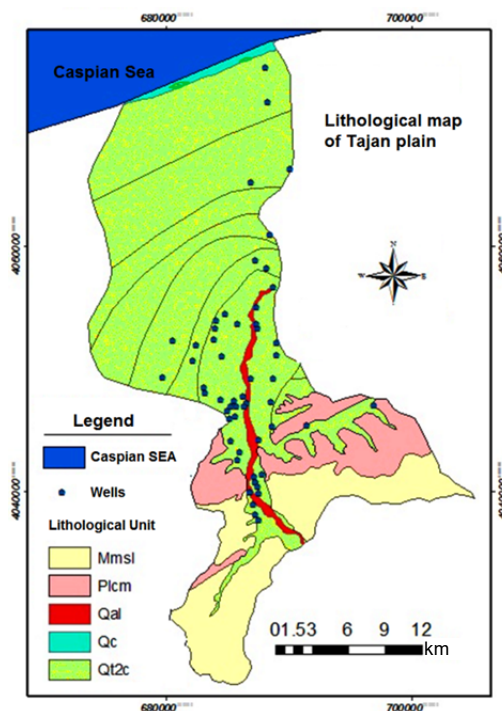 680000 700000
Caspian Sea
Lithological map
of Tajan plain
4060000 4060000
N
W E
S
Legend
Caspian SEA
Wells
Lithological Unit
Mmsl
Plcm
Qal
Qc
Qt2c
4040000 4040000
01.53 6 9 12
km
680000 700000